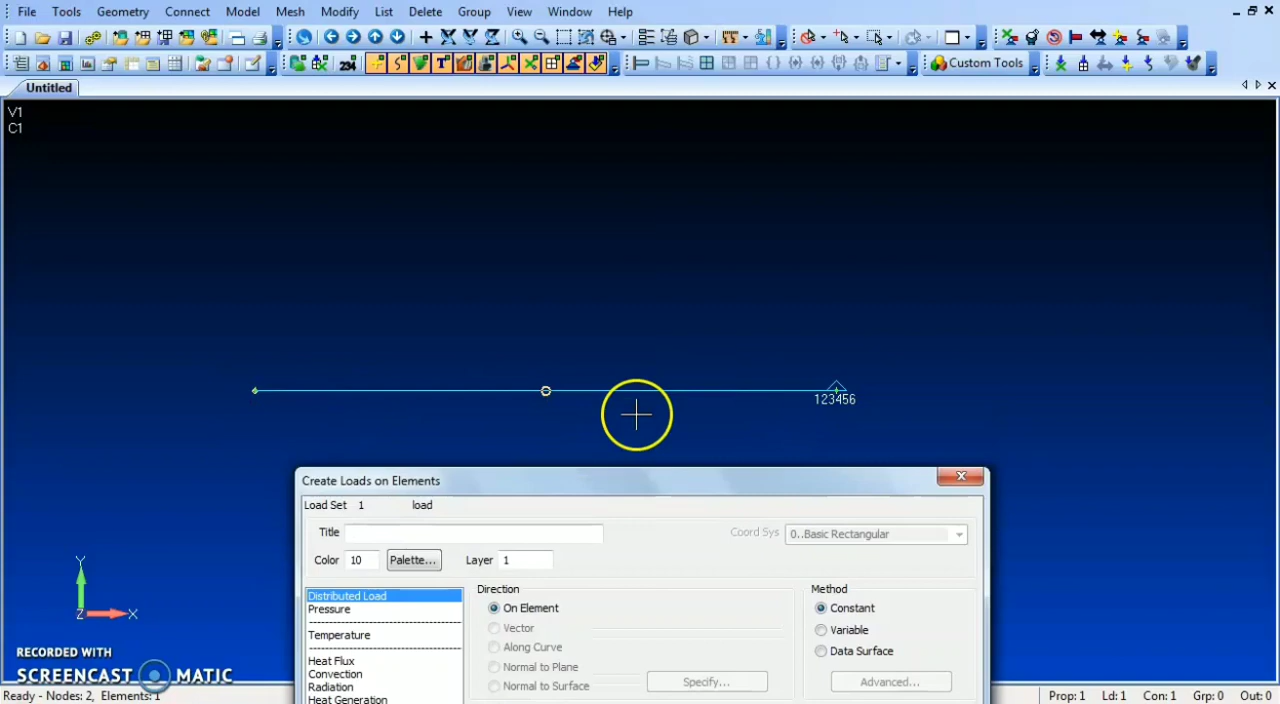 File Tools Geometry Connect Model Mesh Modify List Delete Group View Window Help
234 T Custom Tools
Untitled
V1
C1
123456
Create Loads on Elements
Load Set 1 load
Title Coord Sys 0..Basic Rectangular
Color 10 Palette... Layer 1
Distributed Load
Pressure
Temperature
Heat Flux
Convection
Radiation
Heat Generation
Direction
On Element
Vector
Along Curve
Normal to Plane
Normal to Surface
Specify...
Method
Constant
Variable
Data Surface
Advanced...
Y
Z X
RECORDED WITH
SCREENCAST MATIC
Ready - Nodes: 2, Elements: 1 Prop: 1 Ld: 1 Con: 1 Grp: 0 Out: 0